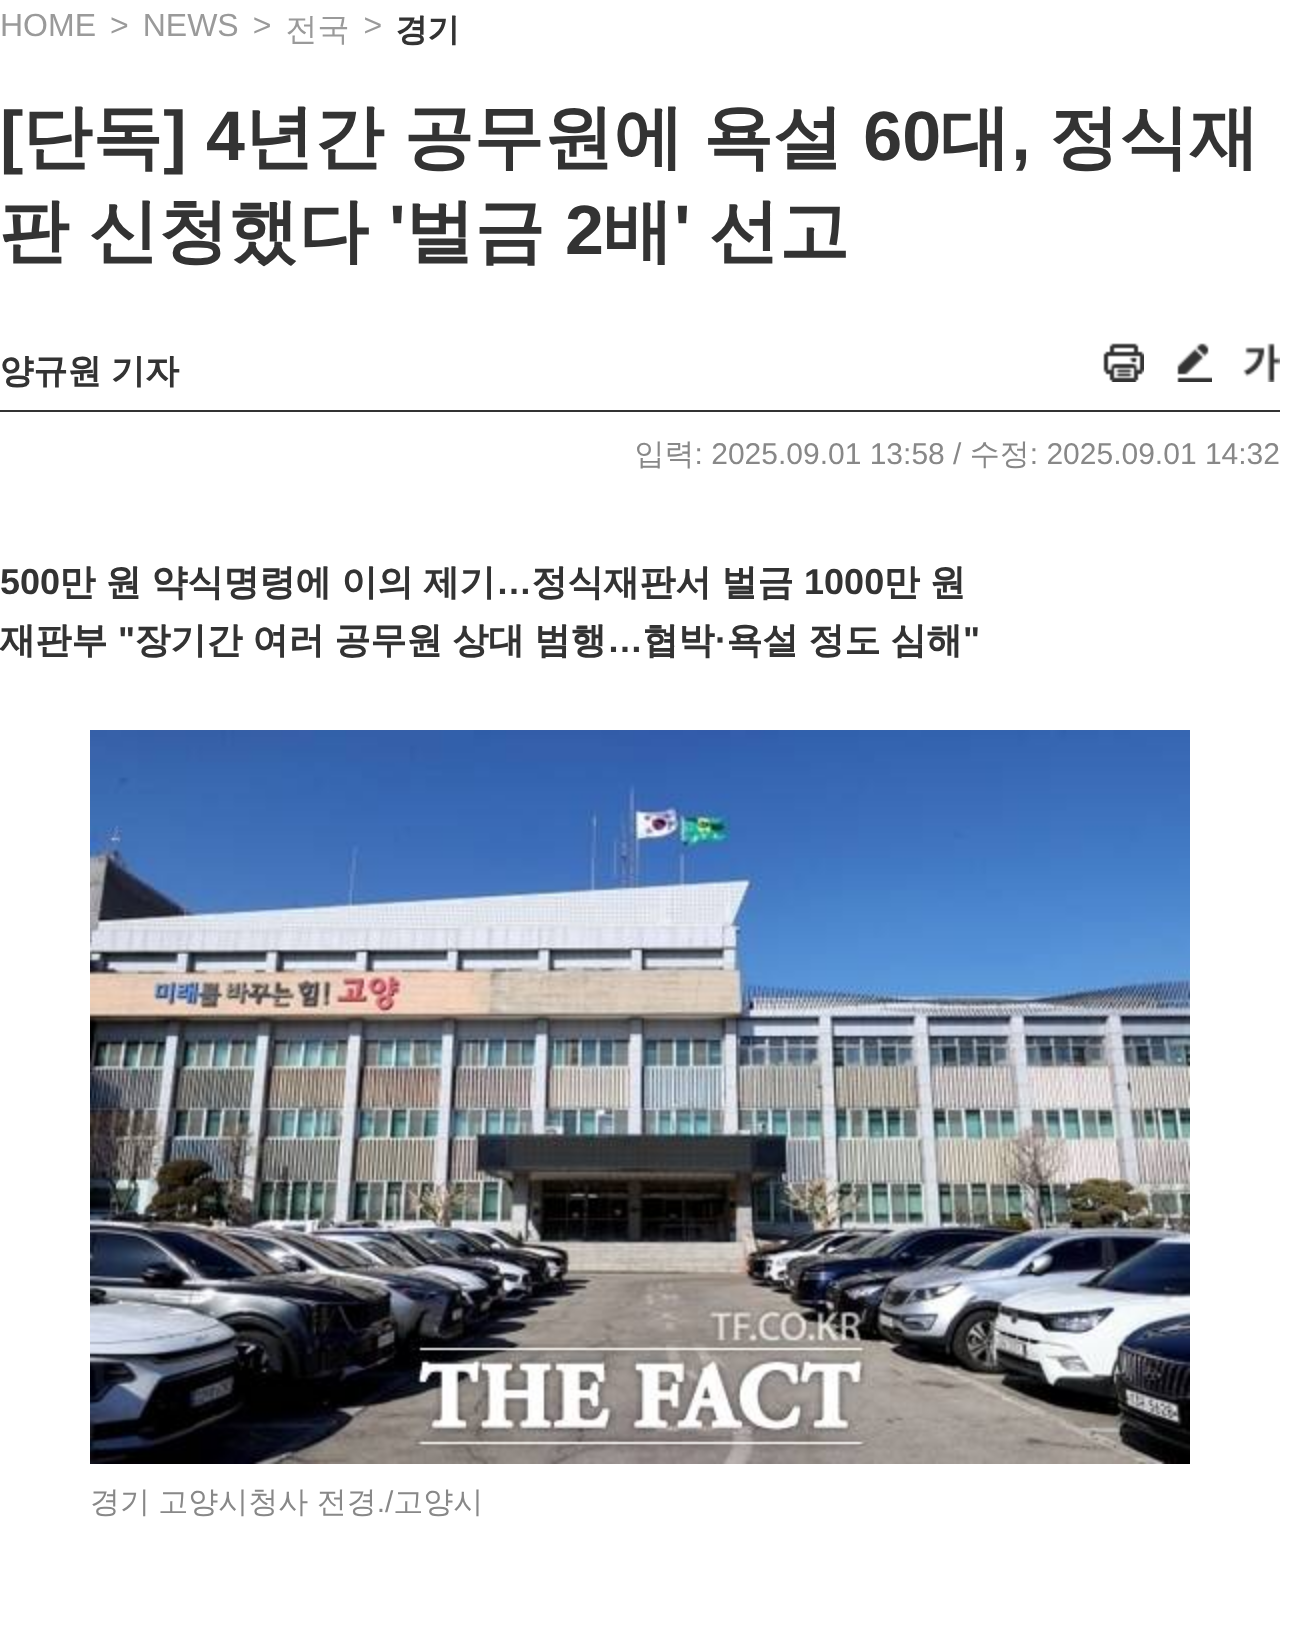 HOME > NEWS > 전국 > 경기
[단독] 4년간 공무원에 욕설 60대, 정식재
판 신청했다 '벌금 2배' 선고
양규원 기자
가
입력: 2025.09.01 13:58 / 수정: 2025.09.01 14:32
500만 원 약식명령에 이의 제기…정식재판서 벌금 1000만 원
재판부 "장기간 여러 공무원 상대 범행…협박·욕설 정도 심해"
미래를 바꾸는 힘! 고양
TF.CO.KR
THE FACT
경기 고양시청사 전경./고양시